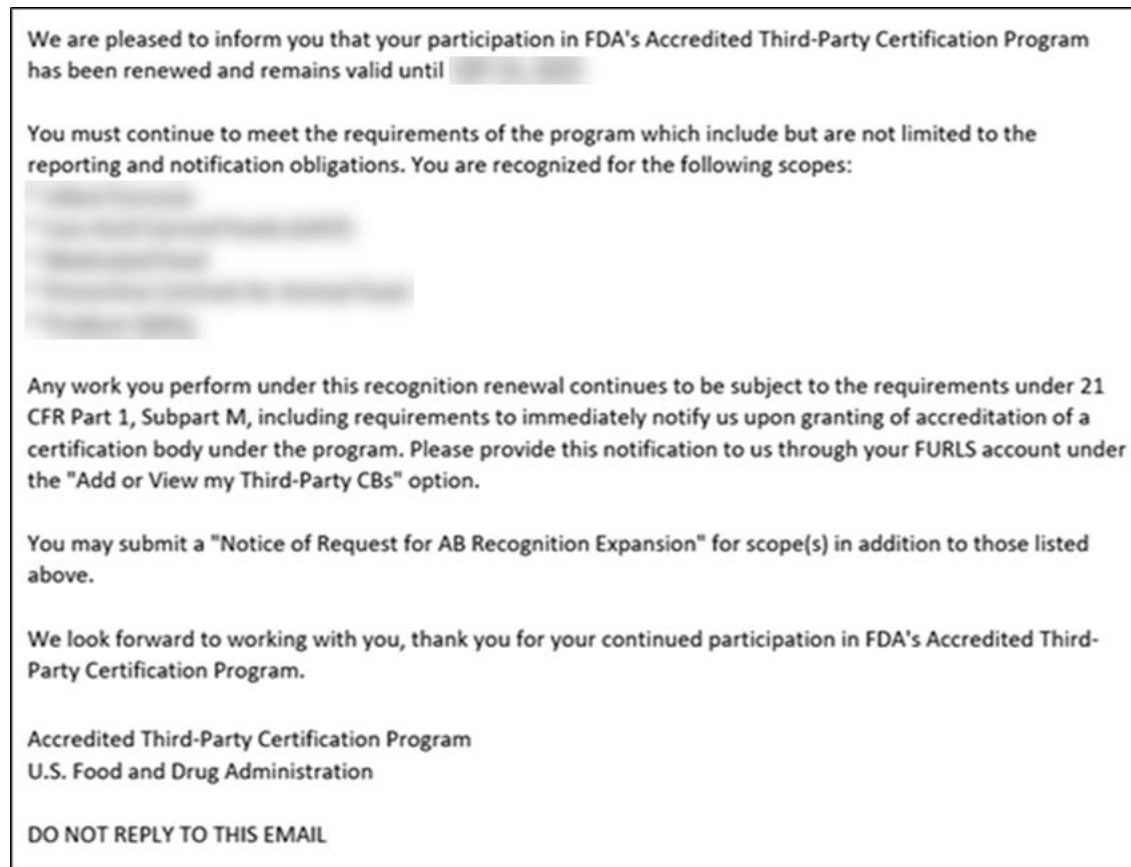 We are pleased to inform you that your participation in FDA's Accredited Third-Party Certification Program
has been renewed and remains valid until
You must continue to meet the requirements of the program which include but are not limited to the
reporting and notification obligations. You are recognized for the following scopes:
Any work you perform under this recognition renewal continues to be subject to the requirements under 21
CFR Part 1, Subpart M, including requirements to immediately notify us upon granting of accreditation of a
certification body under the program. Please provide this notification to us through your FURLS account under
the "Add or View my Third-Party CBs" option.
You may submit a "Notice of Request for AB Recognition Expansion" for scope(s) in addition to those listed
above.
We look forward to working with you, thank you for your continued participation in FDA's Accredited Third-
Party Certification Program.
Accredited Third-Party Certification Program
U.S. Food and Drug Administration
DO NOT REPLY TO THIS EMAIL